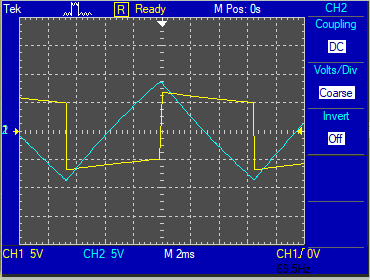 Tek R Ready M Pos: 0s CH2
Coupling
DC
Volts/Div
Coarse
Invert
Off
CH1 5V CH2 5V M 2ms CH1 0V